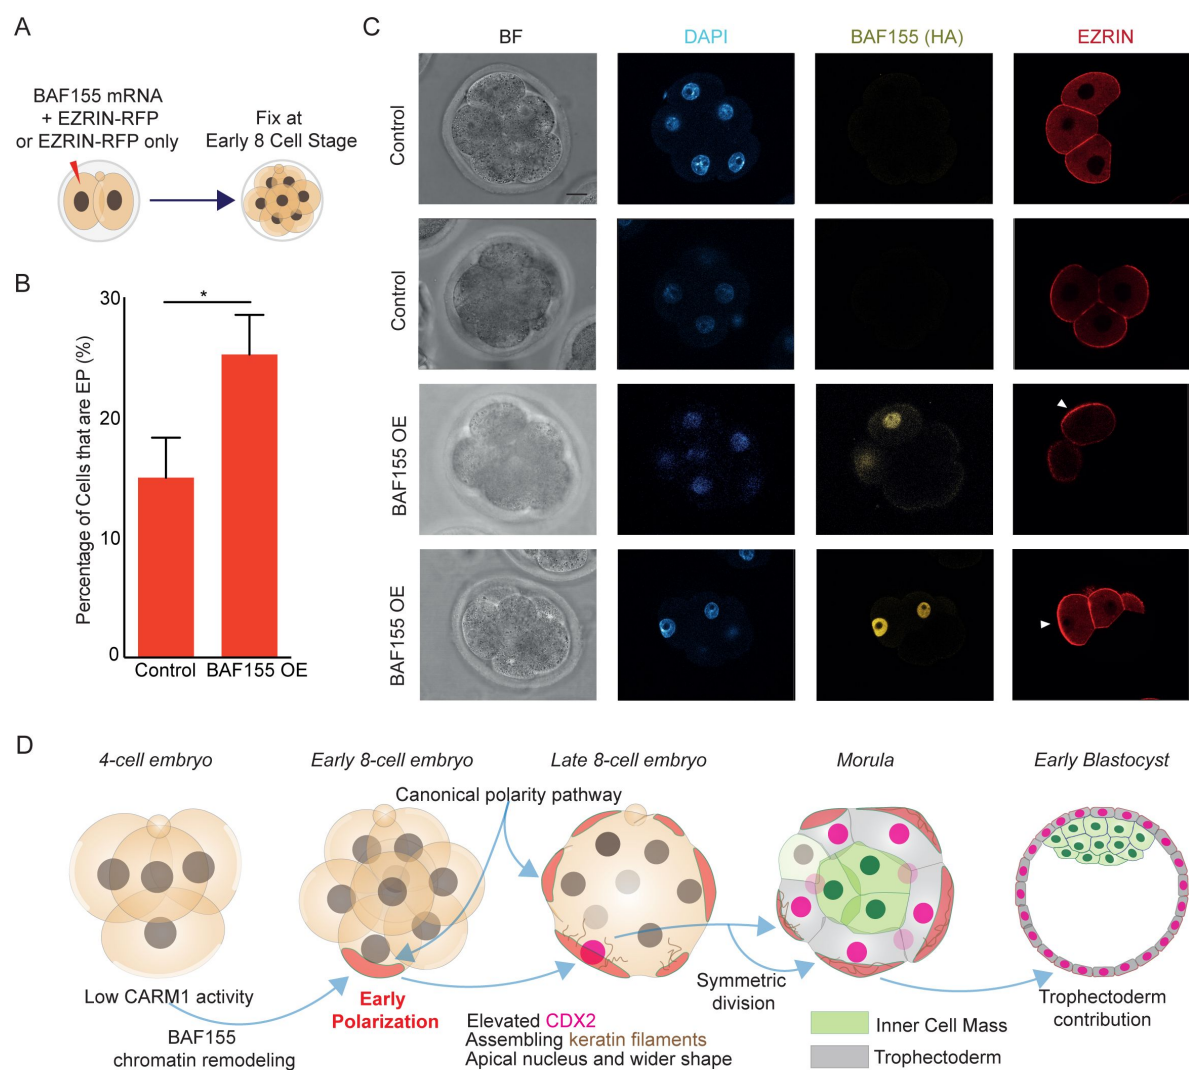 A
BAF155 mRNA
+ EZRIN-RFP
or EZRIN-RFP only
Fix at
Early 8 Cell Stage
B
Percentage of Cells that are EP (%)
30
20
10
0
*
Control
BAF155 OE
C
BF
DAPI
BAF155 (HA)
EZRIN
Control
Control
BAF155 OE
BAF155 OE
D
4-cell embryo
Early 8-cell embryo
Late 8-cell embryo
Morula
Early Blastocyst
Canonical polarity pathway
Low CARM1 activity
BAF155
chromatin remodeling
Early
Polarization
Elevated CDX2
Assembling keratin filaments
Apical nucleus and wider shape
Symmetric
division
Inner Cell Mass
Trophectoderm
Trophectoderm
contribution